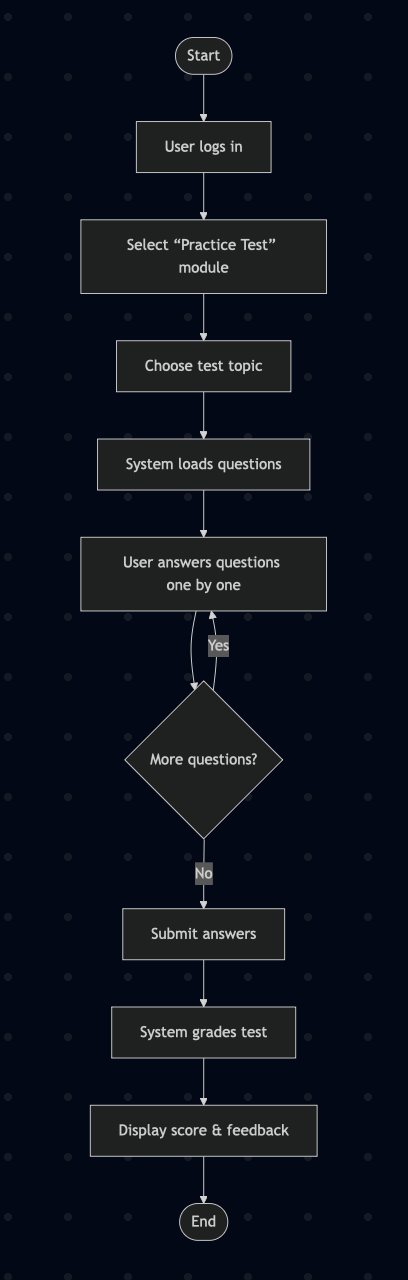 Start
User logs in
Select “Practice Test”
module
Choose test topic
System loads questions
User answers questions
one by one
Yes
More questions?
No
Submit answers
System grades test
Display score & feedback
End